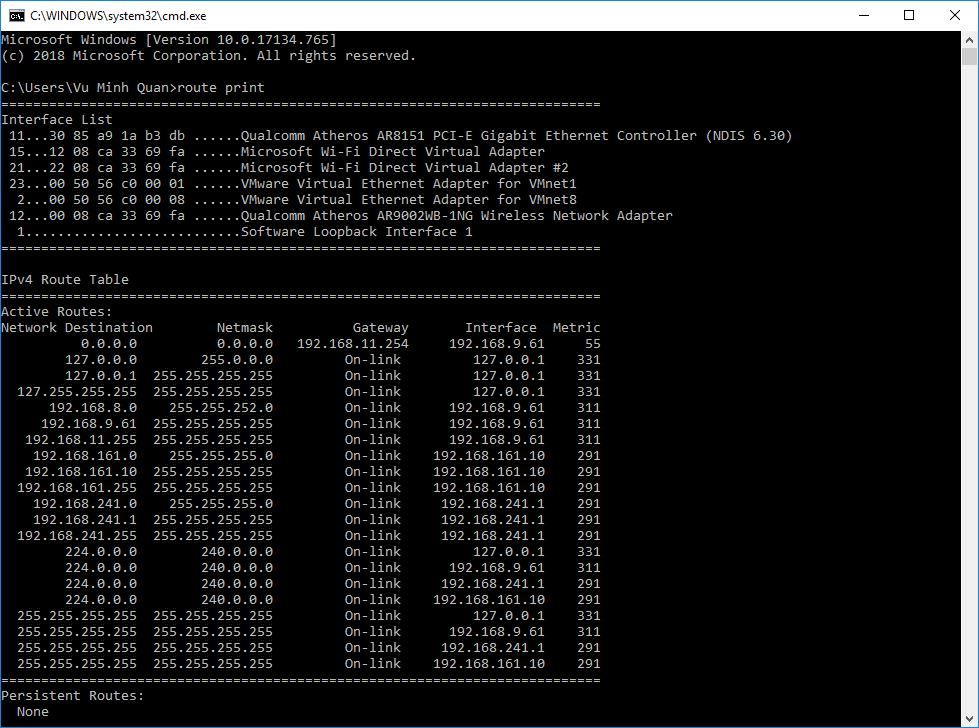 C:\WINDOWS\system32\cmd.exe
Microsoft Windows [Version 10.0.17134.765]
(c) 2018 Microsoft Corporation. All rights reserved.

C:\Users\Vu Minh Quan>route print
===========================================================================
Interface List
 11...30 85 a9 1a b3 db ......Qualcomm Atheros AR8151 PCI-E Gigabit Ethernet Controller (NDIS 6.30)
 15...12 08 ca 33 69 fa ......Microsoft Wi-Fi Direct Virtual Adapter
 21...22 08 ca 33 69 fa ......Microsoft Wi-Fi Direct Virtual Adapter #2
 23...00 50 56 c0 00 01 ......VMware Virtual Ethernet Adapter for VMnet1
  2...00 50 56 c0 00 08 ......VMware Virtual Ethernet Adapter for VMnet8
 12...00 08 ca 33 69 fa ......Qualcomm Atheros AR9002WB-1NG Wireless Network Adapter
  1...........................Software Loopback Interface 1
===========================================================================

IPv4 Route Table
===========================================================================
Active Routes:
Network Destination        Netmask          Gateway       Interface  Metric
          0.0.0.0          0.0.0.0   192.168.11.254     192.168.9.61     55
        127.0.0.0        255.0.0.0         On-link         127.0.0.1    331
        127.0.0.1  255.255.255.255         On-link         127.0.0.1    331
  127.255.255.255  255.255.255.255         On-link         127.0.0.1    331
      192.168.8.0    255.255.252.0         On-link      192.168.9.61    311
     192.168.9.61  255.255.255.255         On-link      192.168.9.61    311
   192.168.11.255  255.255.255.255         On-link      192.168.9.61    311
    192.168.161.0    255.255.255.0         On-link    192.168.161.10    291
   192.168.161.10  255.255.255.255         On-link    192.168.161.10    291
  192.168.161.255  255.255.255.255         On-link    192.168.161.10    291
    192.168.241.0    255.255.255.0         On-link     192.168.241.1    291
    192.168.241.1  255.255.255.255         On-link     192.168.241.1    291
  192.168.241.255  255.255.255.255         On-link     192.168.241.1    291
        224.0.0.0        240.0.0.0         On-link         127.0.0.1    331
        224.0.0.0        240.0.0.0         On-link      192.168.9.61    311
        224.0.0.0        240.0.0.0         On-link     192.168.241.1    291
        224.0.0.0        240.0.0.0         On-link    192.168.161.10    291
  255.255.255.255  255.255.255.255         On-link         127.0.0.1    331
  255.255.255.255  255.255.255.255         On-link      192.168.9.61    311
  255.255.255.255  255.255.255.255         On-link     192.168.241.1    291
  255.255.255.255  255.255.255.255         On-link    192.168.161.10    291
===========================================================================
Persistent Routes:
  None